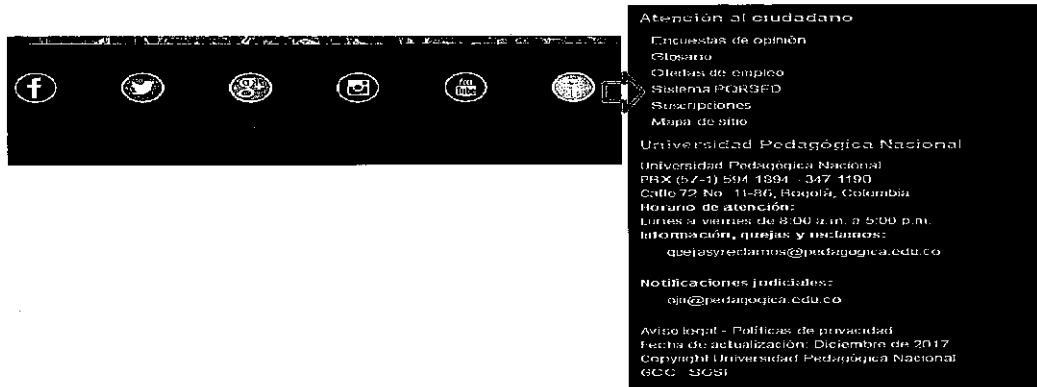 f
You Tube
Atención al ciudadano
Encuestas de opinión
Glosario
Ofertas de empleo
Sistema PQRSFD
Suscripciones
Mapa de sitio
Universidad Pedagógica Nacional
Universidad Pedagógica Nacional
PBX (57-1) 594 1894 - 347 1190
Calle 72 No. 11-86, Bogotá, Colombia
Horario de atención:
Lunes a viernes de 8:00 a.m. a 5:00 p.m.
Información, quejas y reclamos:
quejasyreclamos@pedagogica.edu.co
Notificaciones judiciales:
oju@pedagogica.edu.co
Aviso legal - Políticas de privacidad
Fecha de actualización: Diciembre de 2017
Copyright Universidad Pedagógica Nacional
GCC - SGSI